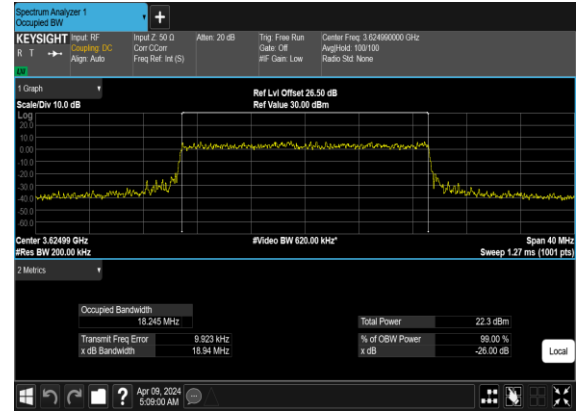 Spectrum Analyzer 1
Occupied BW
+
KEYSIGHT
R T
LV
Input: RF
Coupling: DC
Align: Auto
Input Z: 50 Ω
Corr CCorr
Freq Ref: Int (S)
Atten: 20 dB
Trig: Free Run
Gate: Off
#IF Gain: Low
Center Freq: 3.624990000 GHz
Avg|Hold: 100/100
Radio Std: None
1 Graph
Scale/Div 10.0 dB
Ref Lvl Offset 26.50 dB
Ref Value 30.00 dBm
Log
20.0
10.0
0.00
-10.0
-20.0
-30.0
-40.0
-50.0
-60.0
Center 3.62499 GHz
#Res BW 200.00 kHz
#Video BW 620.00 kHz*
Span 40 MHz
Sweep 1.27 ms (1001 pts)
2 Metrics
Occupied Bandwidth
18.245 MHz
Total Power 22.3 dBm
Transmit Freq Error 9.923 kHz
% of OBW Power 99.00 %
x dB Bandwidth 18.94 MHz
x dB -26.00 dB
Local
?
Apr 09, 2024
5:09:00 AM